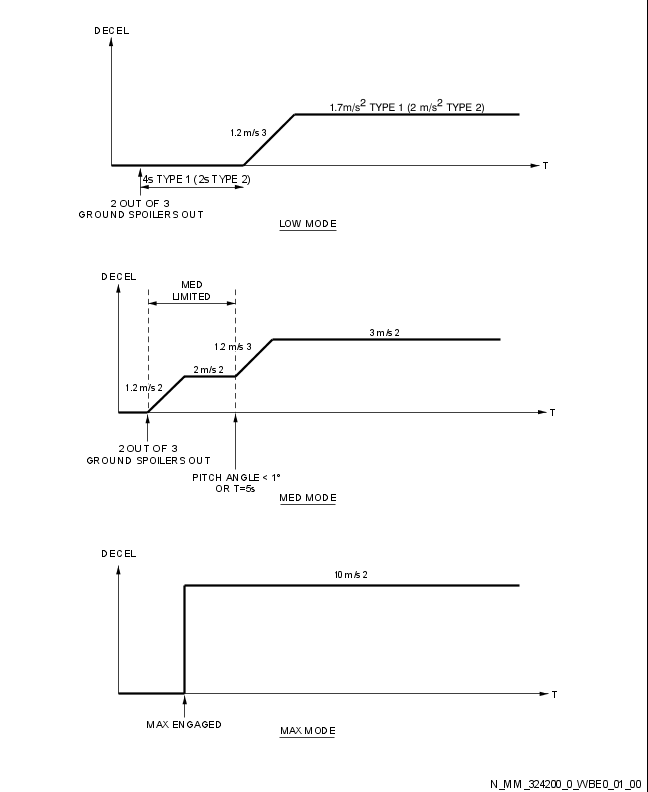 DECEL
1.7m/s² TYPE 1 (2 m/s² TYPE 2)
1.2 m/s 3
T
4s TYPE 1 (2s TYPE 2)
2 OUT OF 3
GROUND SPOILERS OUT
LOW MODE
DECEL
MED
LIMITED
3 m/s 2
1.2 m/s 3
2 m/s 2
1.2 m/s 2
T
2 OUT OF 3
GROUND SPOILERS OUT
PITCH ANGLE < 1°
OR T=5s
MED MODE
DECEL
10 m/s 2
T
MAX ENGAGED
MAX MODE
N_MM_324200_0_WBE0_01_00